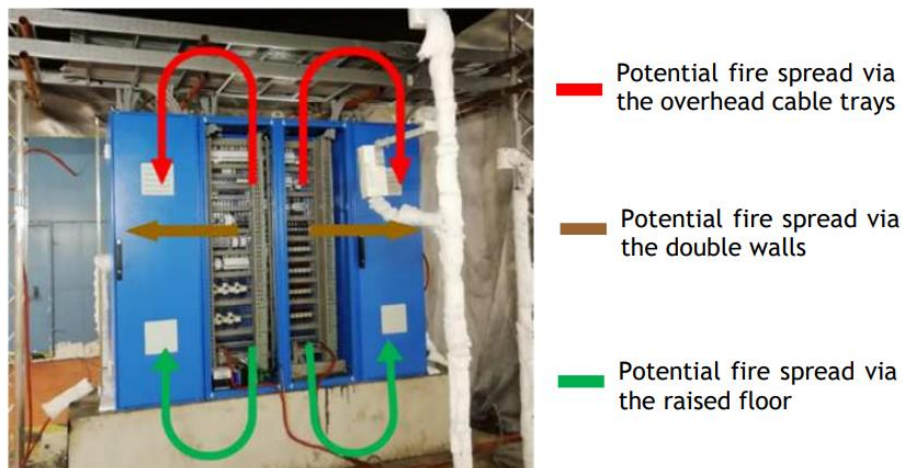 Potential fire spread via
the overhead cable trays
Potential fire spread via
the double walls
Potential fire spread via
the raised floor